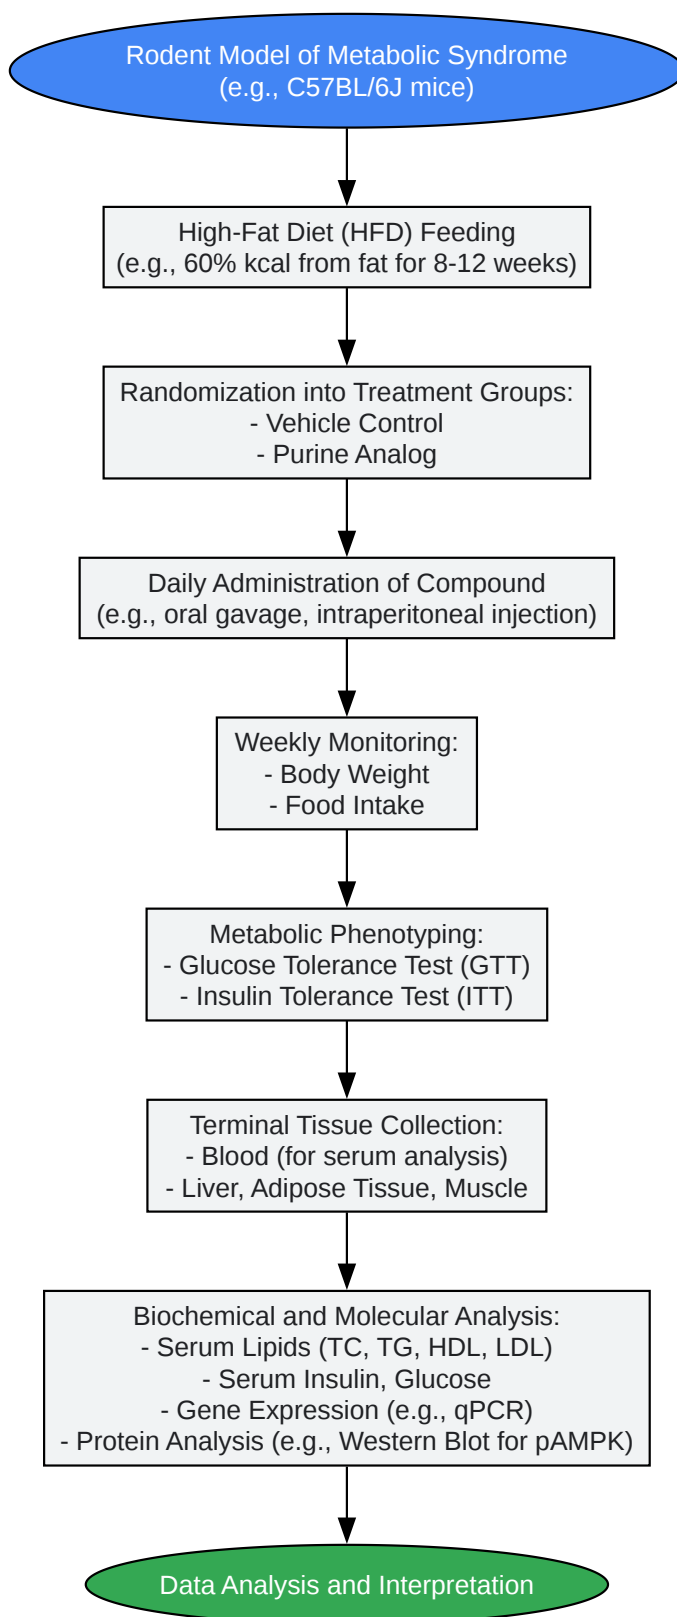 Rodent Model of Metabolic Syndrome
(e.g., C57BL/6J mice)
High-Fat Diet (HFD) Feeding
(e.g., 60% kcal from fat for 8-12 weeks)
Randomization into Treatment Groups:
- Vehicle Control
- Purine Analog
Daily Administration of Compound
(e.g., oral gavage, intraperitoneal injection)
Weekly Monitoring:
- Body Weight
- Food Intake
Metabolic Phenotyping:
- Glucose Tolerance Test (GTT)
- Insulin Tolerance Test (ITT)
Terminal Tissue Collection:
- Blood (for serum analysis)
- Liver, Adipose Tissue, Muscle
Biochemical and Molecular Analysis:
- Serum Lipids (TC, TG, HDL, LDL)
- Serum Insulin, Glucose
- Gene Expression (e.g., qPCR)
- Protein Analysis (e.g., Western Blot for pAMPK)
Data Analysis and Interpretation